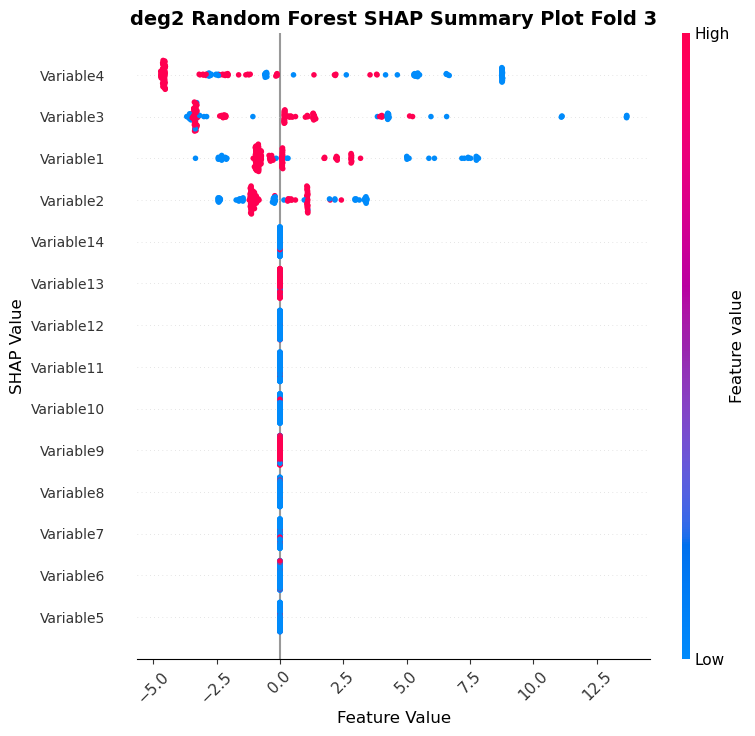 deg2 Random Forest SHAP Summary Plot Fold 3
High
Variable4
Variable3
Variable1
Variable2
Variable14
Variable13
Variable12
Variable11
Variable10
Variable9
Variable8
Variable7
Variable6
Variable5
SHAP Value
Feature value
Low
−5.0
−2.5
0.0
2.5
5.0
7.5
10.0
12.5
Feature Value